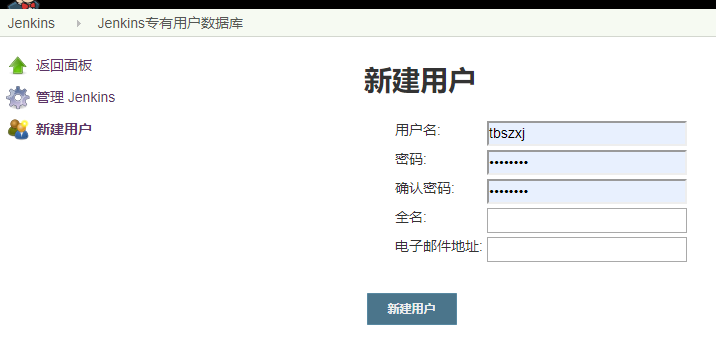 Jenkins Jenkins专有用户数据库
返回面板
管理 Jenkins
新建用户
新建用户
用户名: tbszxj
密码: ••••••••
确认密码: ••••••••
全名:
电子邮件地址:
新建用户